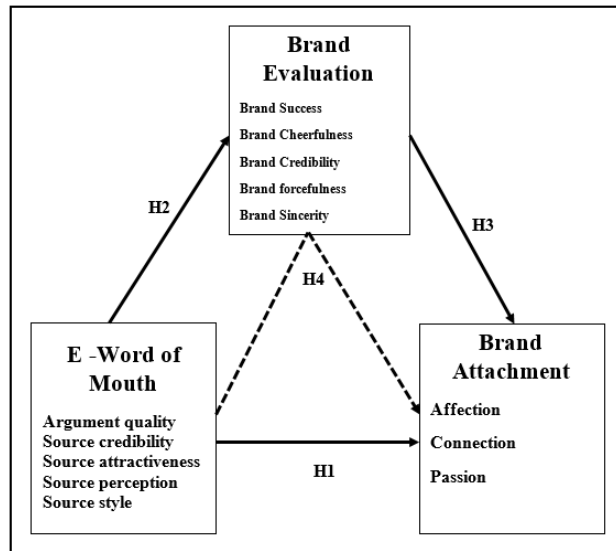 Brand
Evaluation
Brand Success
Brand Cheerfulness
Brand Credibility
Brand forcefulness
Brand Sincerity
H2
H3
H4
E -Word of
Mouth
Argument quality
Source credibility
Source attractiveness
Source perception
Source style
Brand
Attachment
Affection
Connection
Passion
H1